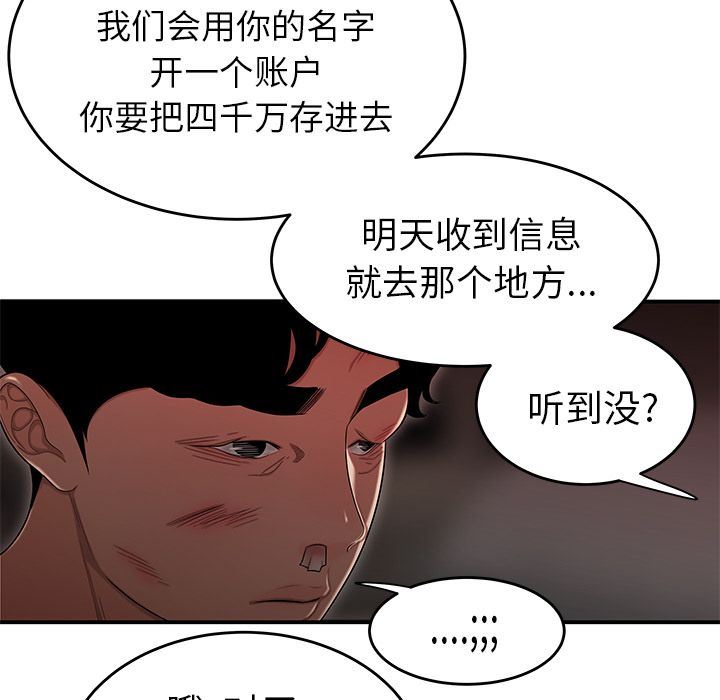 我们会用你的名字
开一个账户
你要把四千万存进去
明天收到信息
就去那个地方...
听到没?
....;;;